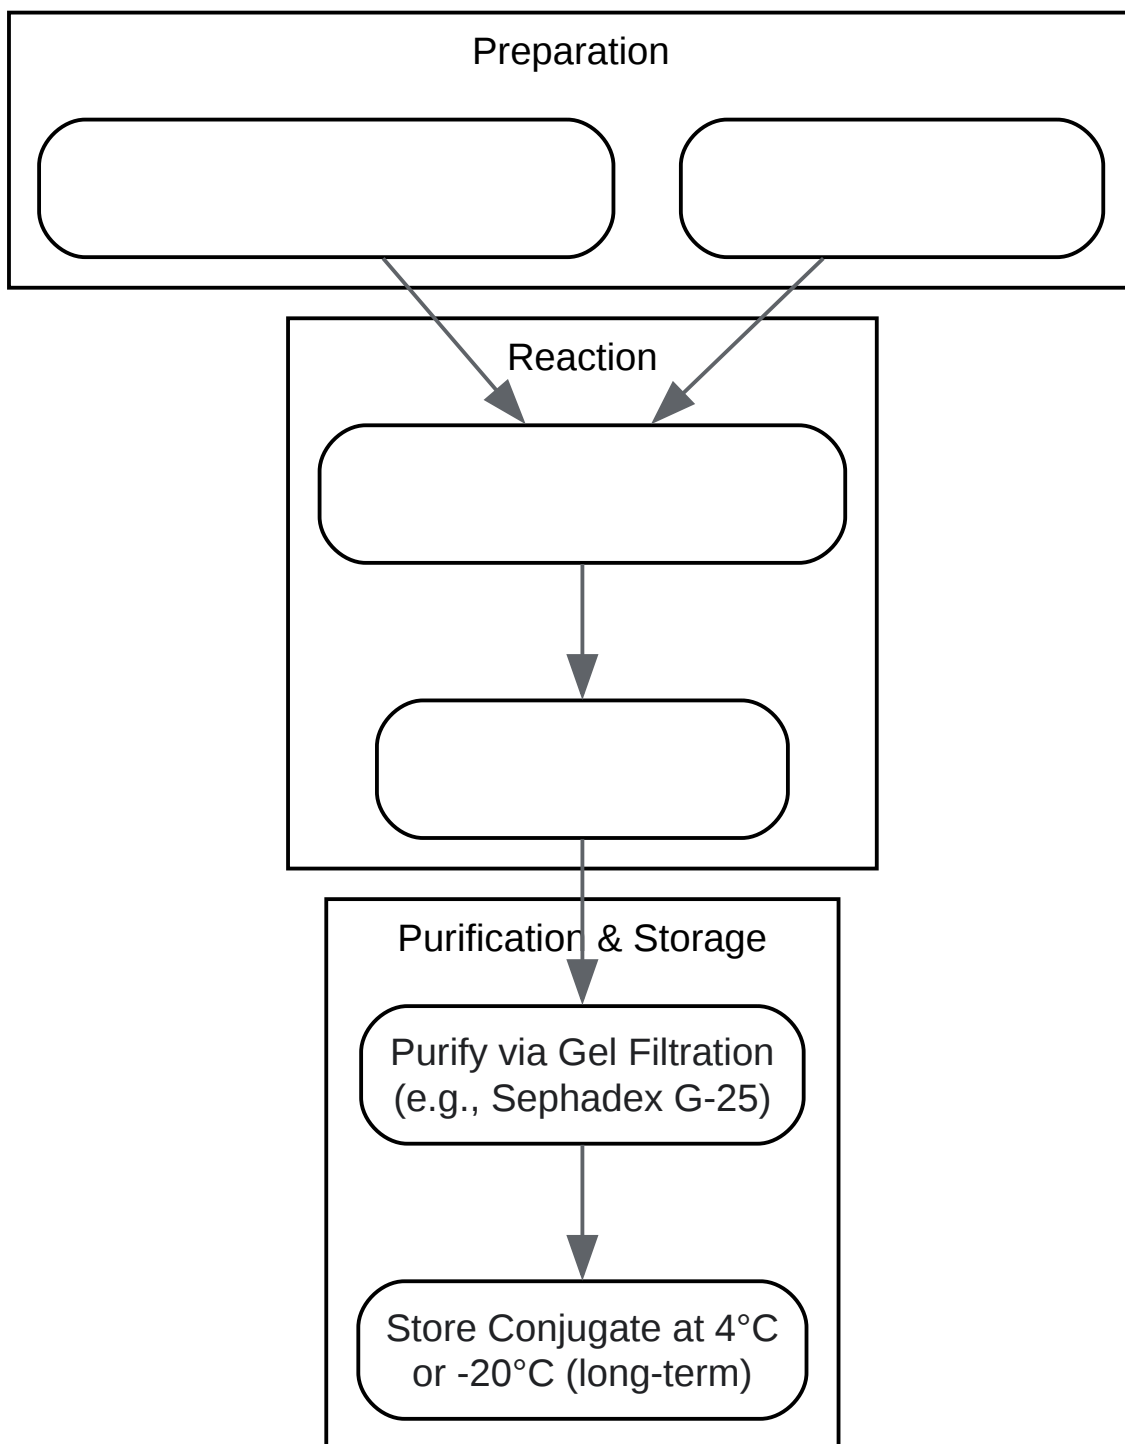 Preparation
Reaction
Purification & Storage
Purify via Gel Filtration
(e.g., Sephadex G-25)
Store Conjugate at 4°C
or -20°C (long-term)